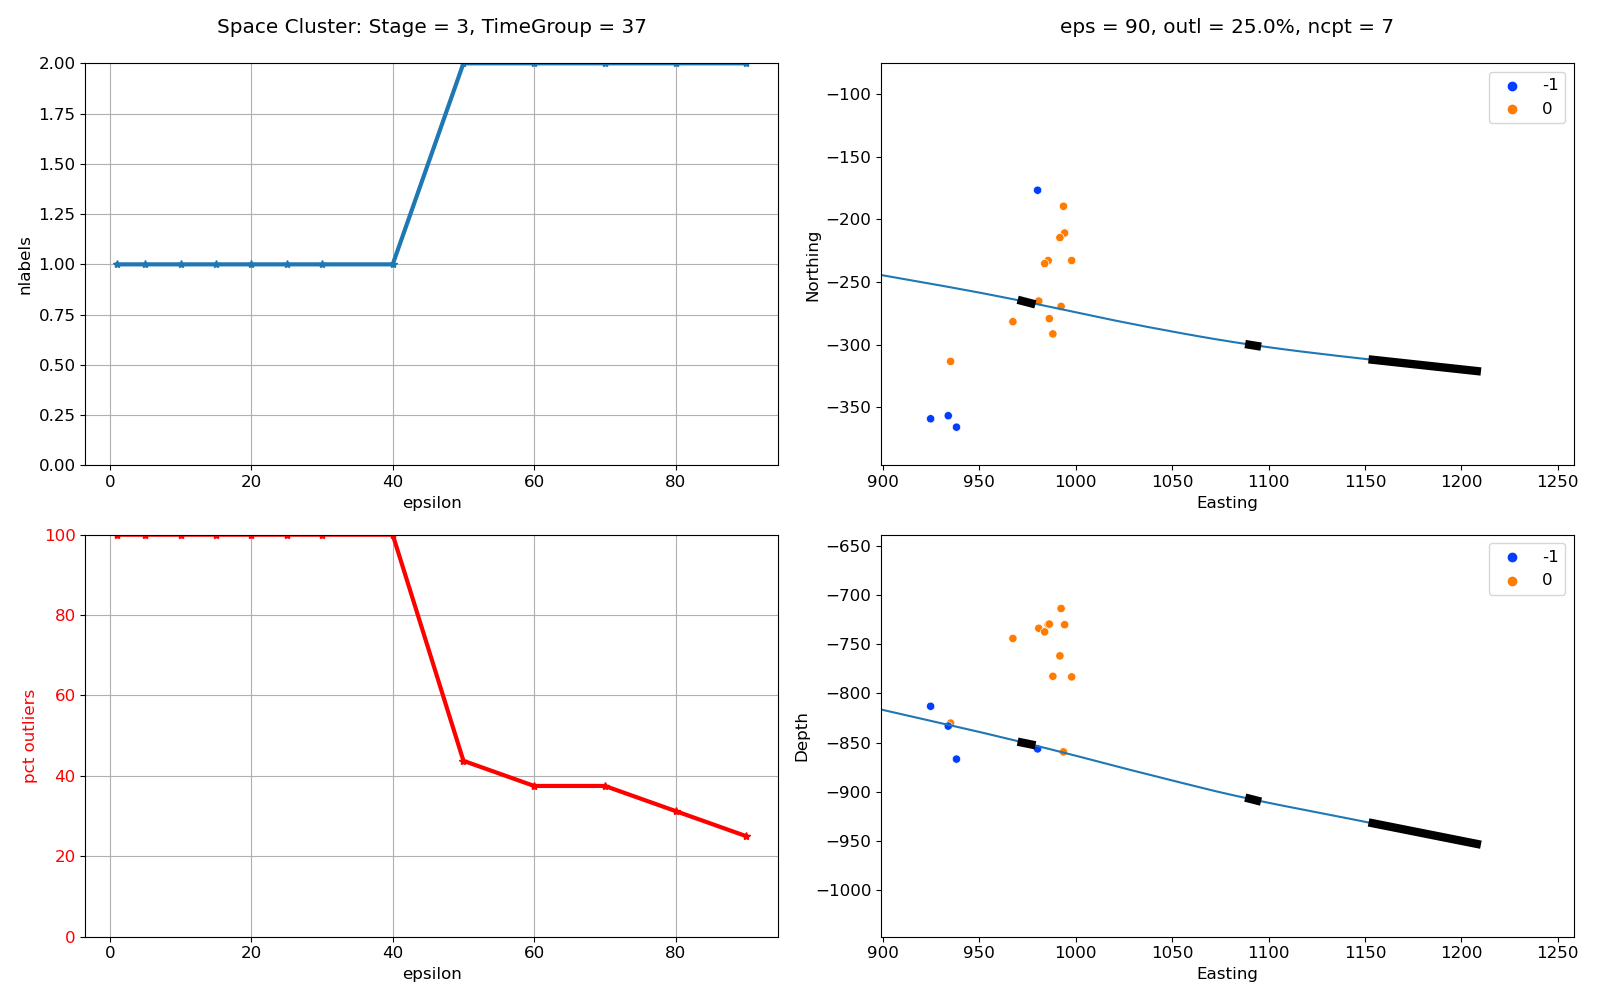 Space Cluster: Stage = 3, TimeGroup = 37
2.00
1.75
1.50
1.25
1.00
0.75
0.50
0.25
0.00
nlabels
0 20 40 60 80
epsilon
eps = 90, outl = 25.0%, ncpt = 7
−100
−150
−200
−250
−300
−350
Northing
-1
0
900 950 1000 1050 1100 1150 1200 1250
Easting
100
80
60
40
20
0
pct outliers
0 20 40 60 80
epsilon
−650
−700
−750
−800
−850
−900
−950
−1000
Depth
-1
0
900 950 1000 1050 1100 1150 1200 1250
Easting